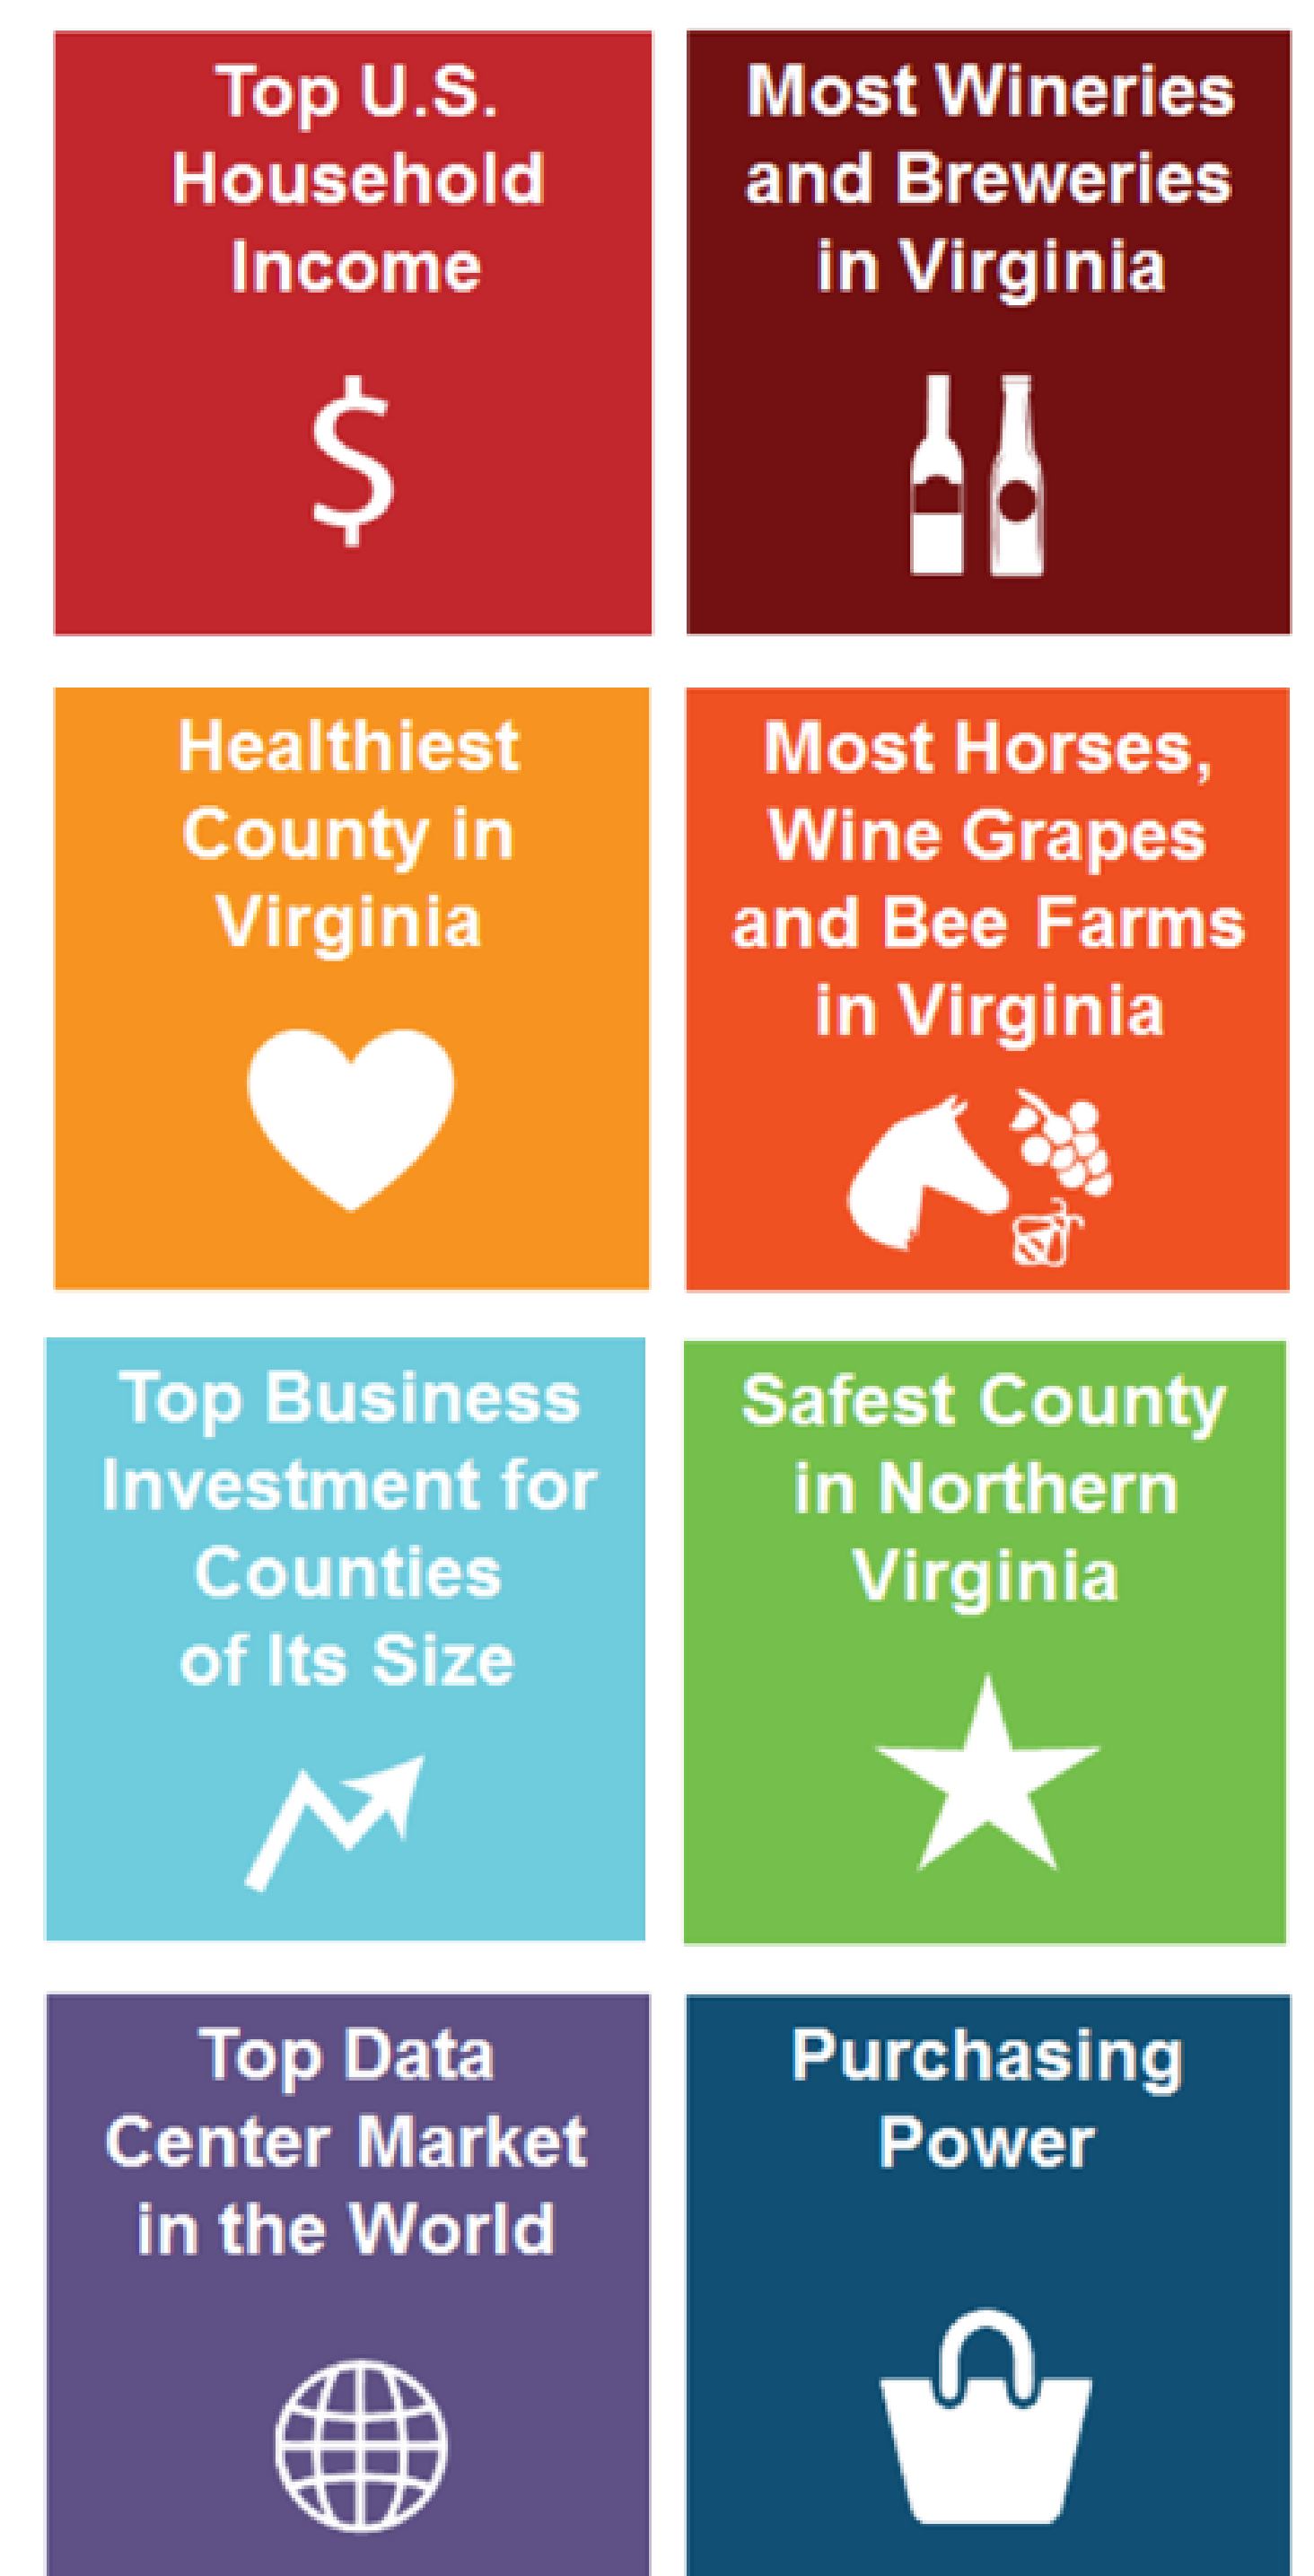 Top U.S.
Household
Income
$
Most Wineries
and Breweries
in Virginia
Healthiest
County in
Virginia
Most Horses,
Wine Grapes
and Bee Farms
in Virginia
Top Business
Investment for
Counties
of Its Size
Safest County
in Northern
Virginia
Top Data
Center Market
in the World
Purchasing
Power